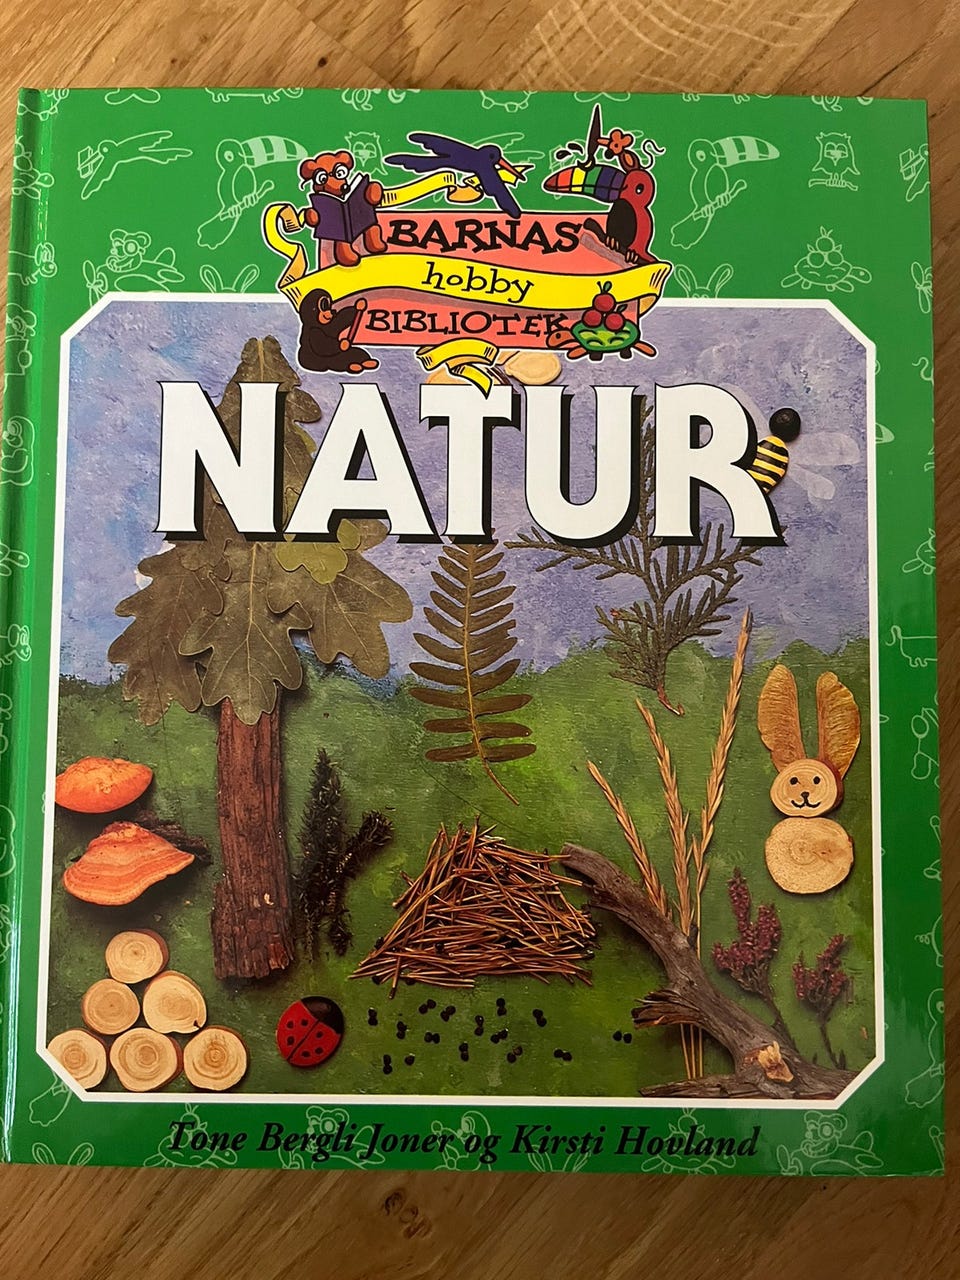 BARNAS
hobby
BIBLIOTEK
NATUR
Tone Bergli Joner og Kirsti Hovland